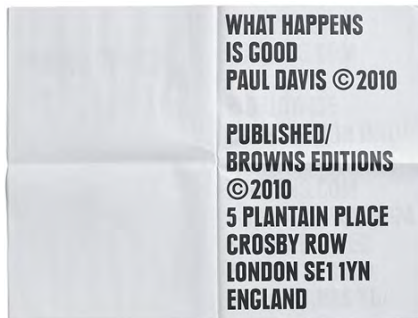 WHAT HAPPENS
IS GOOD
PAUL DAVIS ©2010
PUBLISHED/
BROWNS EDITIONS
©2010
5 PLANTAIN PLACE
CROSBY ROW
LONDON SE1 1YN
ENGLAND